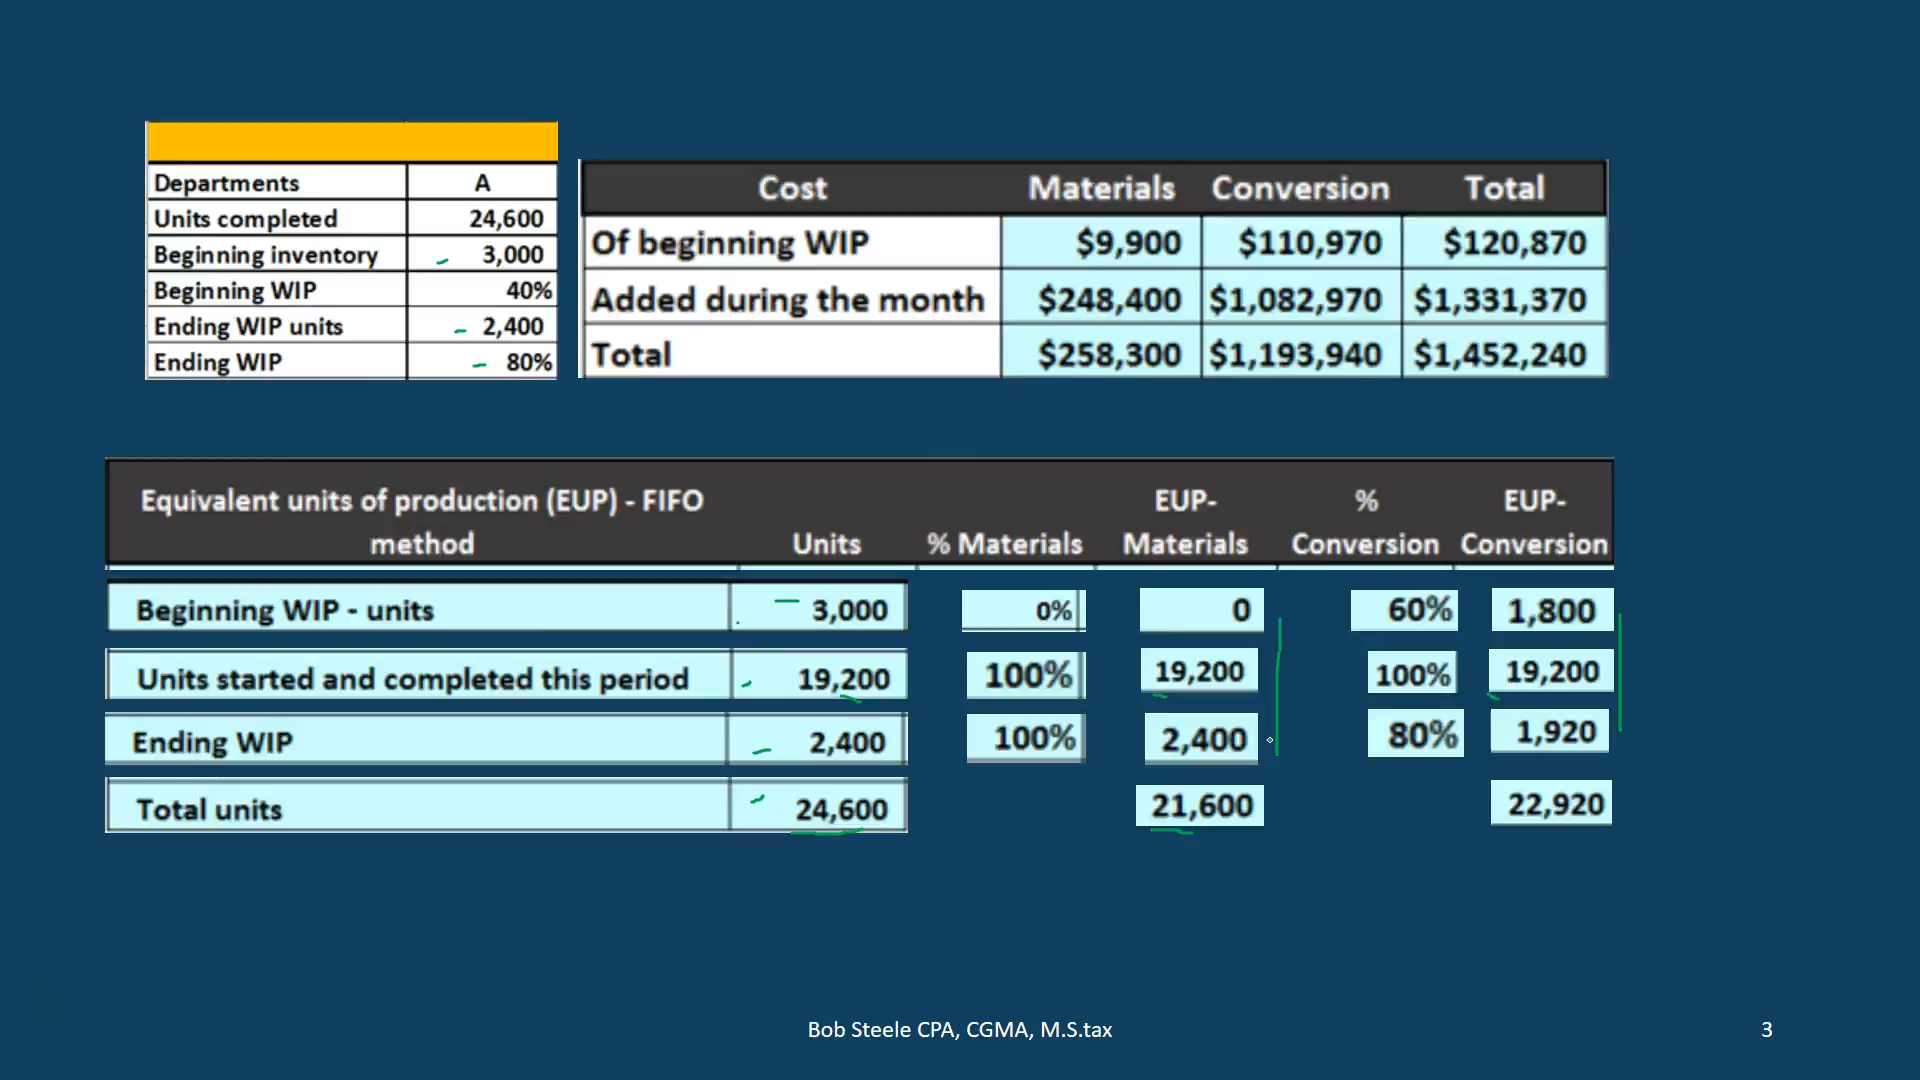 Departments A
Units completed 24,600
Beginning inventory 3,000
Beginning WIP 40%
Ending WIP units 2,400
Ending WIP 80%
Cost Materials Conversion Total
Of beginning WIP $9,900 $110,970 $120,870
Added during the month $248,400 $1,082,970 $1,331,370
Total $258,300 $1,193,940 $1,452,240
Equivalent units of production (EUP) - FIFO EUP- % EUP-
method Units % Materials Materials Conversion Conversion
Beginning WIP - units 3,000 0% 0 60% 1,800
Units started and completed this period 19,200 100% 19,200 100% 19,200
Ending WIP 2,400 100% 2,400 80% 1,920
Total units 24,600 21,600 22,920
Bob Steele CPA, CGMA, M.S.tax 3